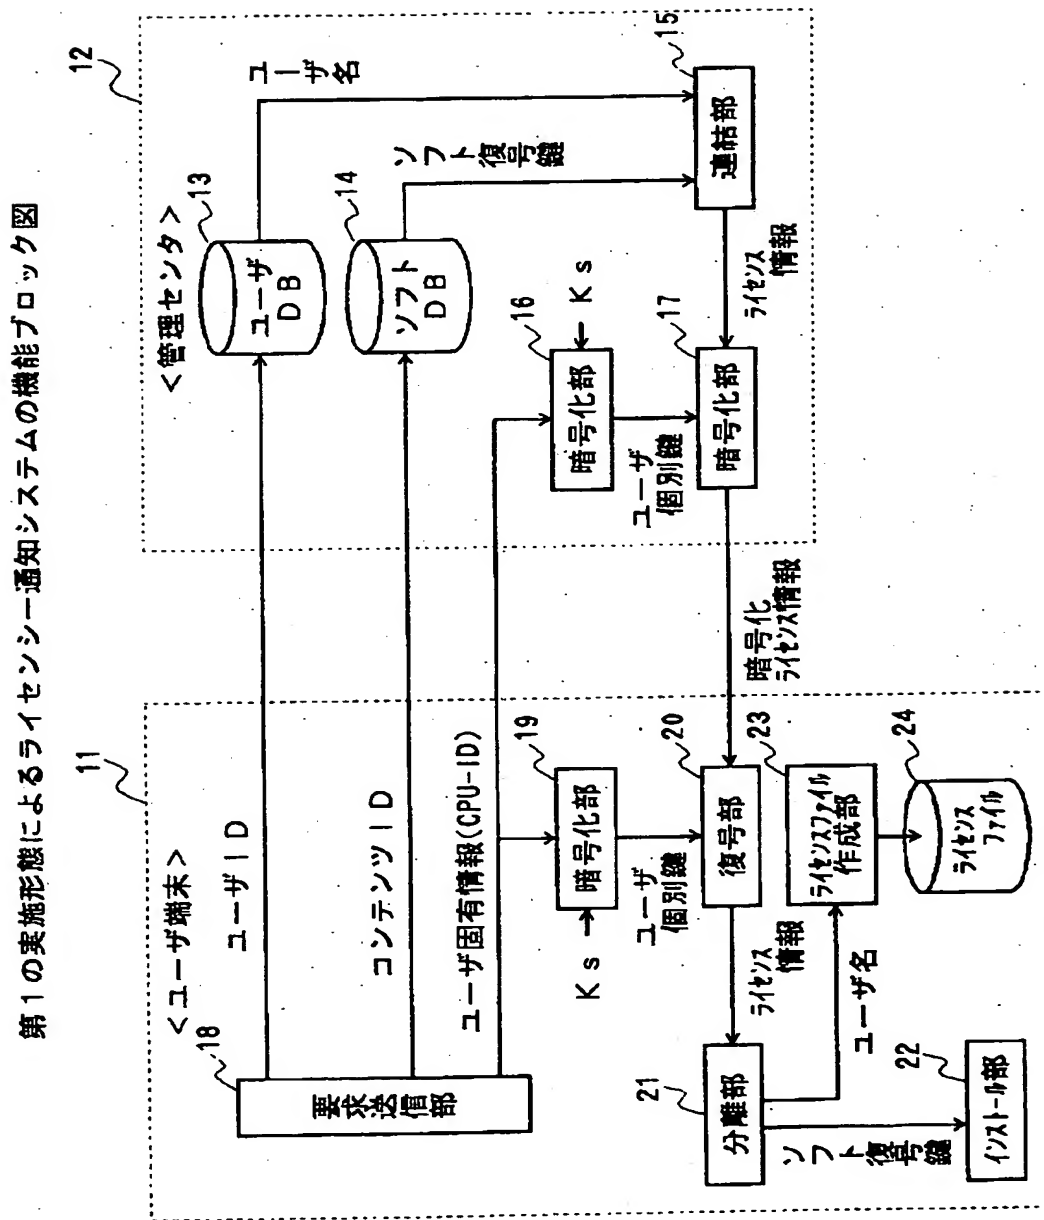 第1の実施形態によるライセンシー通知システムの機能ブロック図
11
<ユーザ端末>
18
要求送信部
ユーザID
コンテンツID
ユーザ固有情報(CPU-ID)
19
暗号化部
Ks
ユーザ
個別鍵
20
復号部
ライセンス
情報
21
分離部
ソフト
復号鍵
22
インストール部
ユーザ名
23
ライセンスファイル
作成部
24
ライセンス
ファイル
暗号化
ライセンス情報
12
<管理センタ>
13
ユーザ
DB
ユーザ名
14
ソフト
DB
ソフト
復号鍵
15
連結部
16
暗号化部
Ks
ユーザ
個別鍵
17
暗号化部
ライセンス
情報